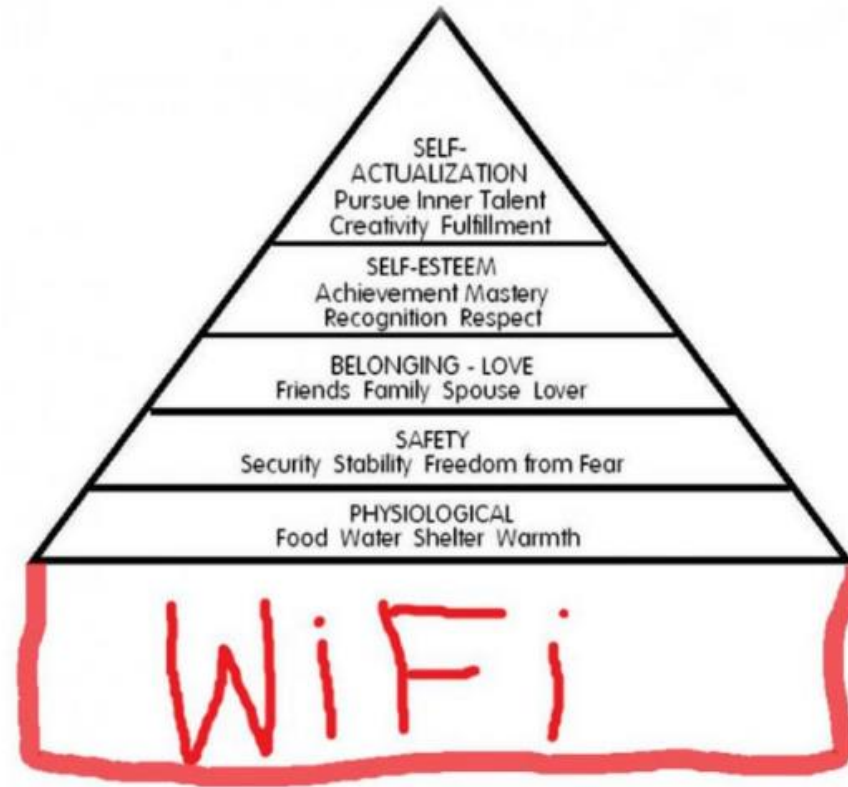 SELF-
ACTUALIZATION
Pursue Inner Talent
Creativity Fulfillment
SELF-ESTEEM
Achievement Mastery
Recognition Respect
BELONGING - LOVE
Friends Family Spouse Lover
SAFETY
Security Stability Freedom from Fear
PHYSIOLOGICAL
Food Water Shelter Warmth
WiFi